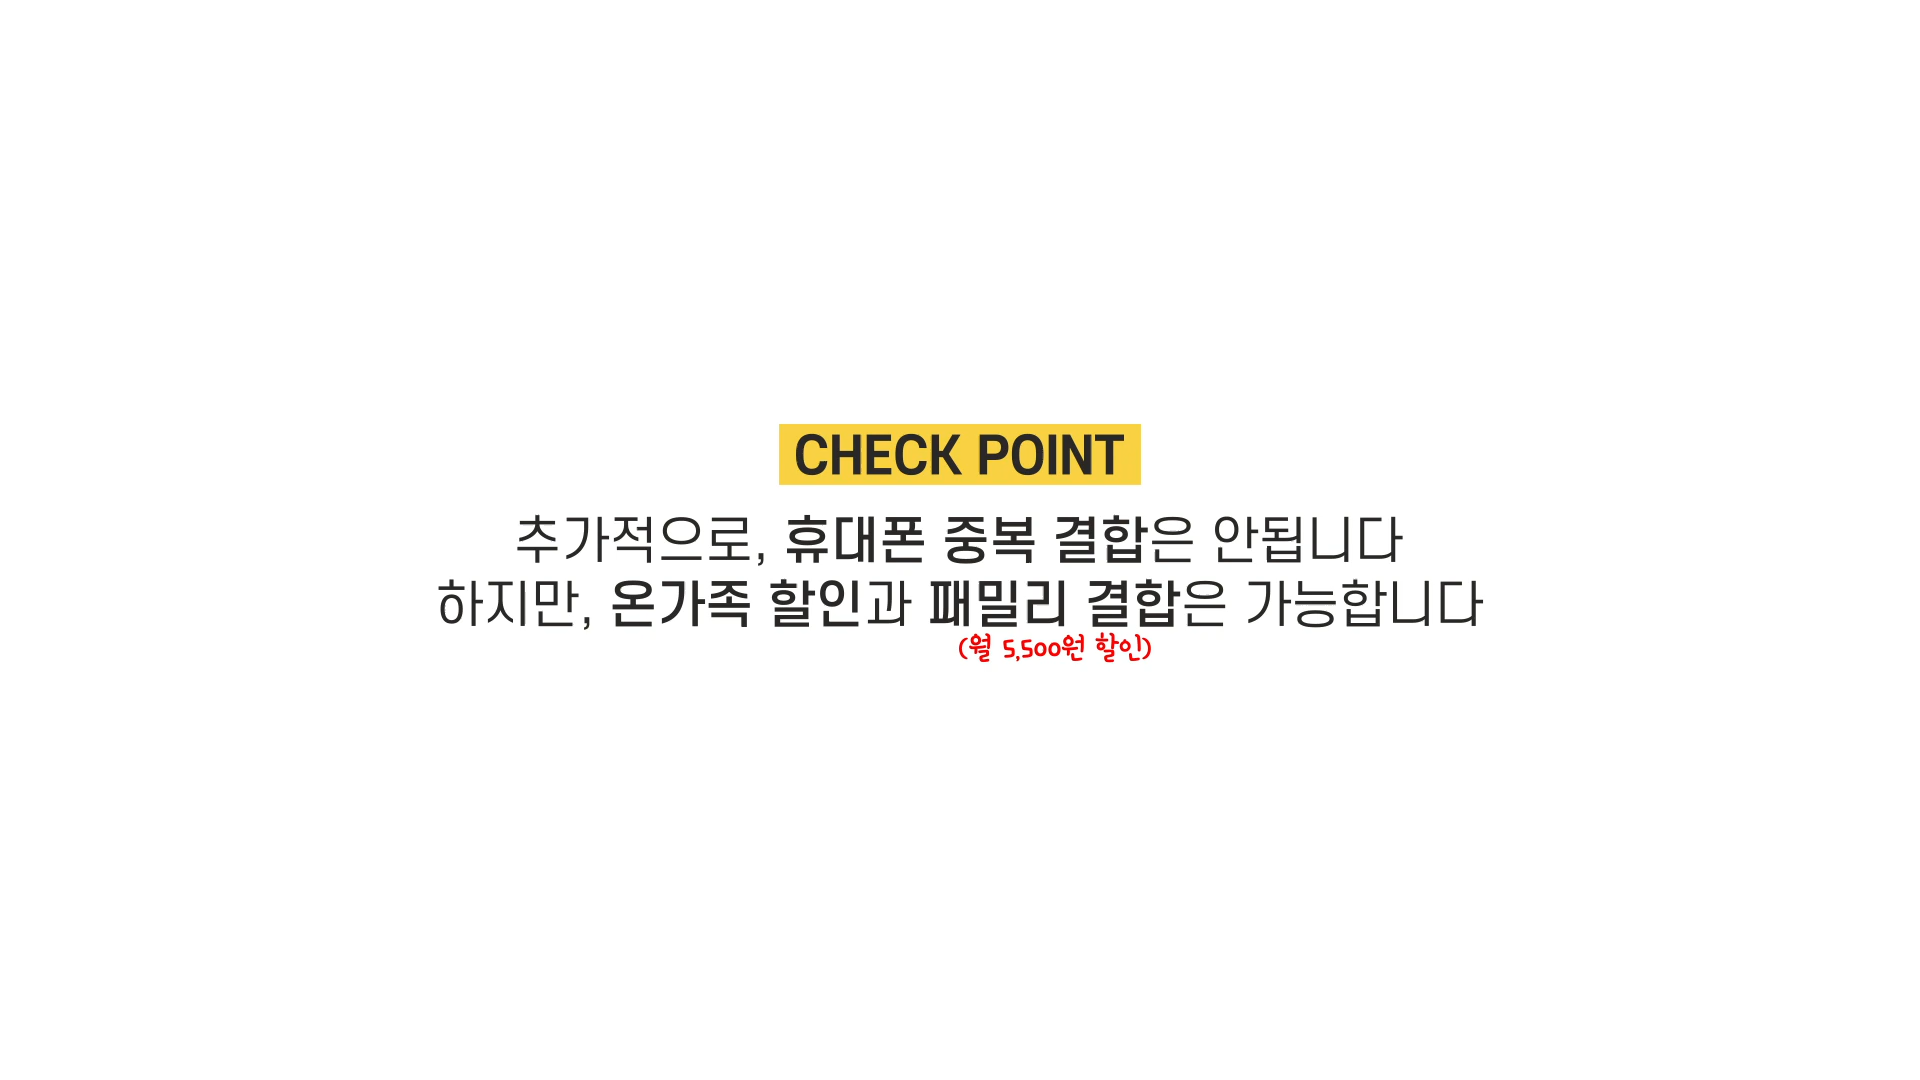 CHECK POINT
추가적으로, 휴대폰 중복 결합은 안됩니다
하지만, 온가족 할인과 패밀리 결합은 가능합니다
(월 5,500원 할인)